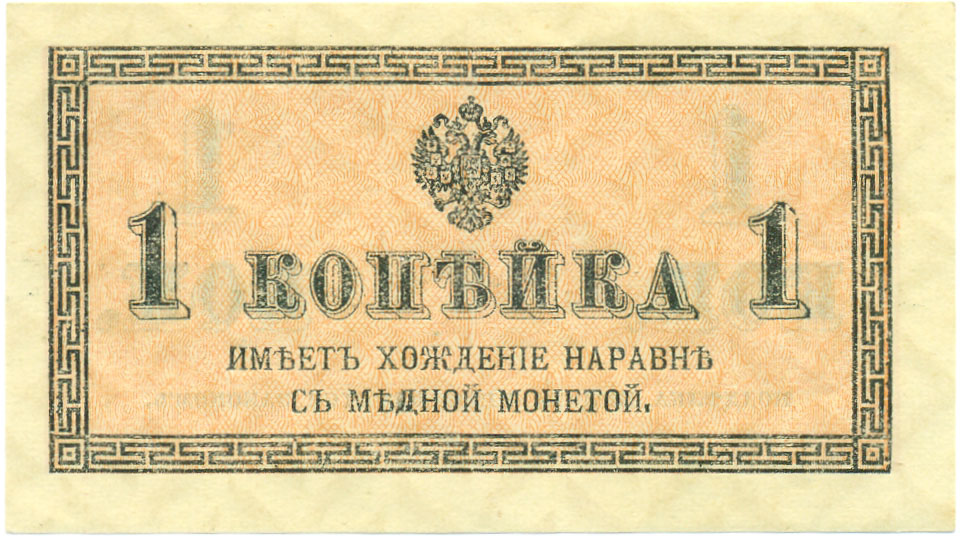 1 КОПѢЙКА 1
ИМѢЕТЪ ХОЖДЕНІЕ НАРАВНѢ
СЪ МѢДНОЙ МОНЕТОЙ.